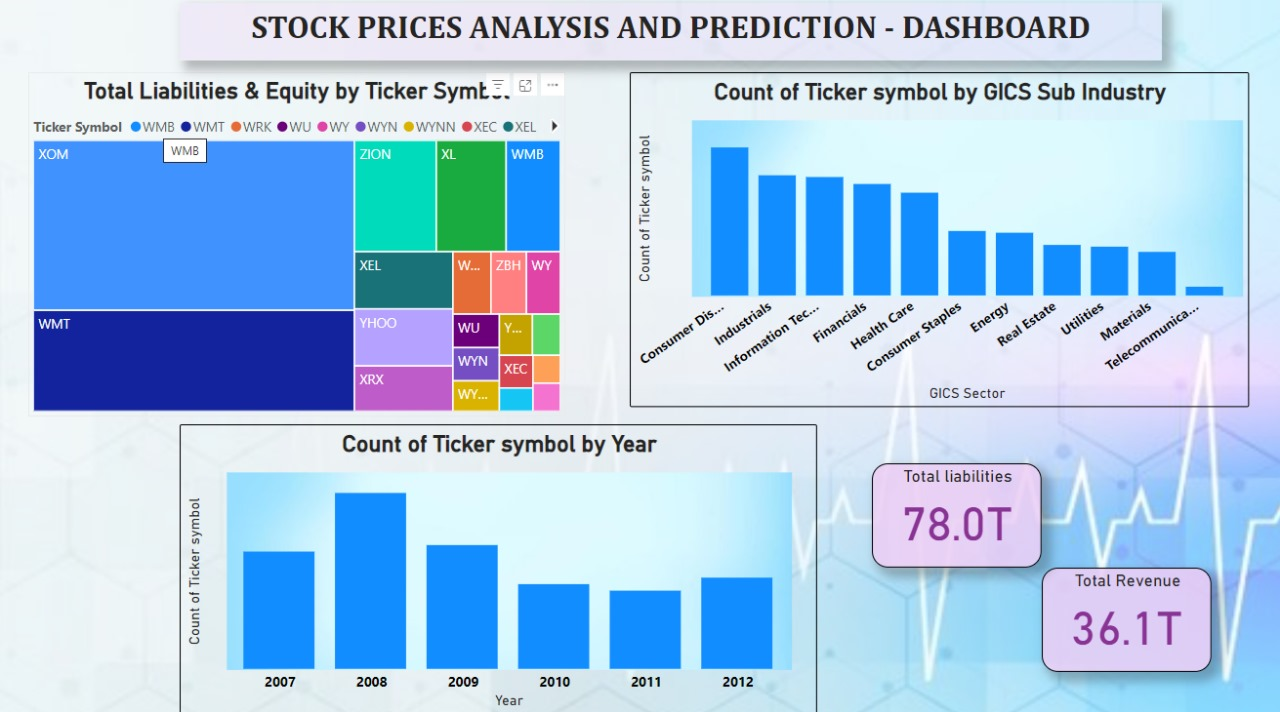 STOCK PRICES ANALYSIS AND PREDICTION - DASHBOARD
Total Liabilities & Equity by Ticker Symbol
Ticker Symbol WMB WMT WRK WU WY WYN WYNN XEC XEL
WMB
XOM
ZION
XL
WMB
XEL
W...
ZBH
WY
WMT
YHOO
WU
Y...
WYN
XEC
XRX
WY...
Count of Ticker symbol by GICS Sub Industry
Count of Ticker symbol
Consumer Dis...
Industrials
Information Tec...
Financials
Health Care
Consumer Staples
Energy
Real Estate
Utilities
Materials
Telecommunica...
GICS Sector
Count of Ticker symbol by Year
Count of Ticker symbol
2007 2008 2009 2010 2011 2012
Year
Total liabilities
78.0T
Total Revenue
36.1T